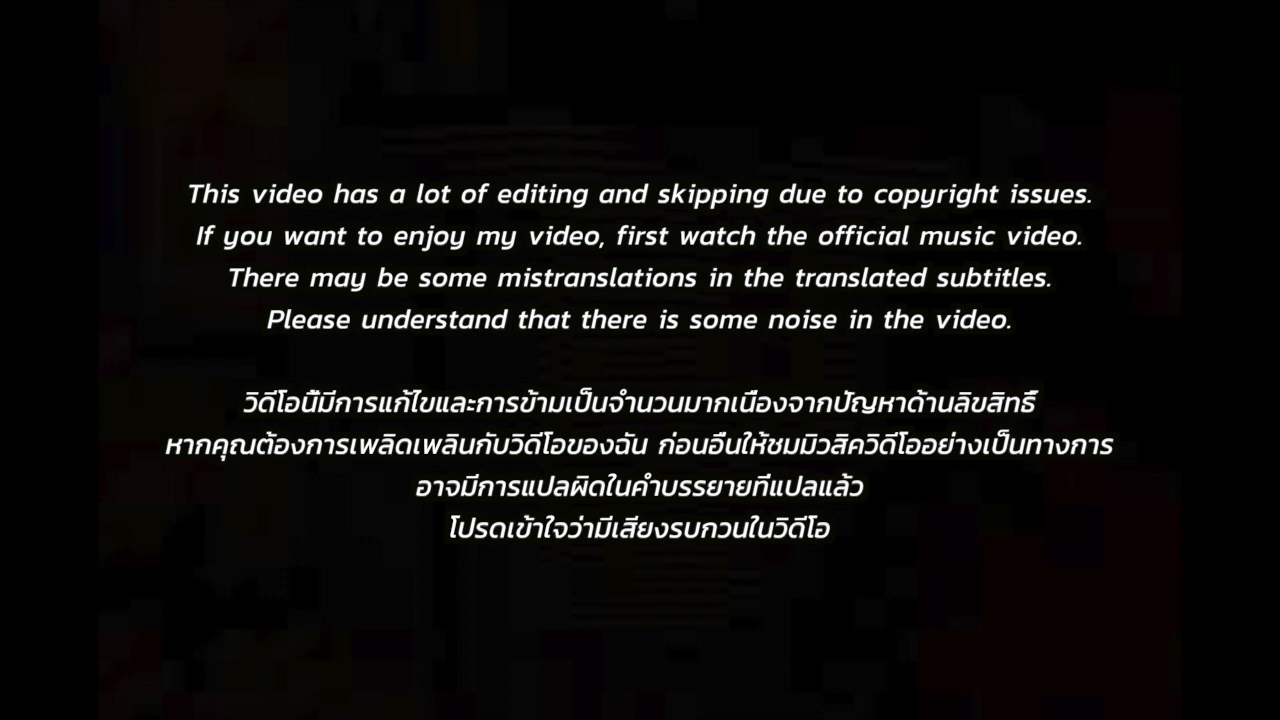 This video has a lot of editing and skipping due to copyright issues.
If you want to enjoy my video, first watch the official music video.
There may be some mistranslations in the translated subtitles.
Please understand that there is some noise in the video.
วิดีโอนี้มีการแก้ไขและการข้ามเป็นจำนวนมากเนื่องจากปัญหาด้านลิขสิทธิ์
หากคุณต้องการเพลิดเพลินกับวิดีโอของฉัน ก่อนอื่นให้ชมมิวสิควิดีโออย่างเป็นทางการ
อาจมีการแปลผิดในคำบรรยายที่แปลแล้ว
โปรดเข้าใจว่ามีเสียงรบกวนในวิดีโอ